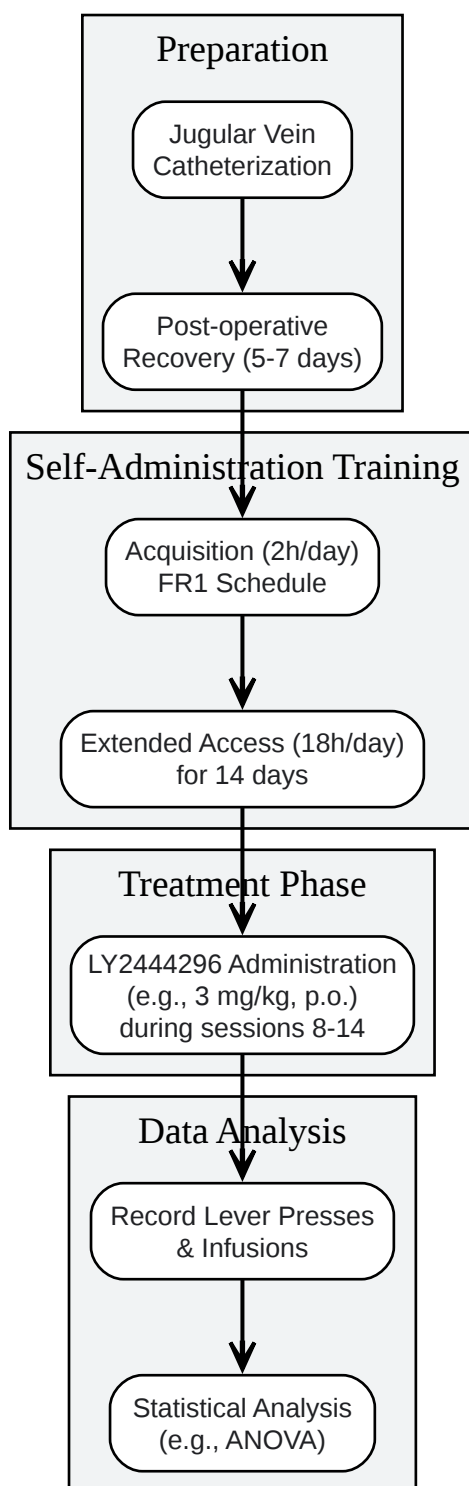 Preparation
Jugular Vein
Catheterization
Post-operative
Recovery (5-7 days)
Self-Administration Training
Acquisition (2h/day)
FR1 Schedule
Extended Access (18h/day)
for 14 days
Treatment Phase
LY2444296 Administration
(e.g., 3 mg/kg, p.o.)
during sessions 8-14
Data Analysis
Record Lever Presses
& Infusions
Statistical Analysis
(e.g., ANOVA)